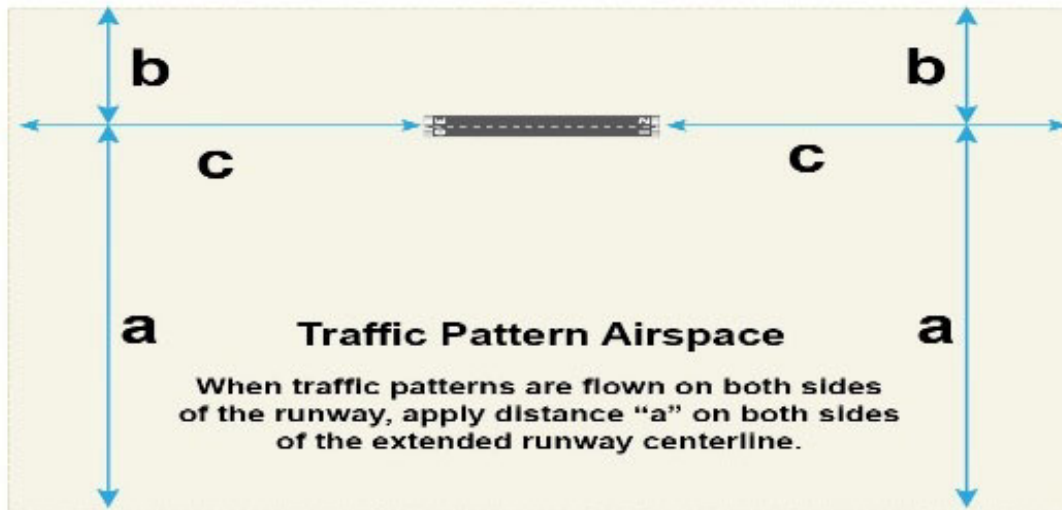 b
b
c
c
a
a
Traffic Pattern Airspace
When traffic patterns are flown on both sides
of the runway, apply distance “a” on both sides
of the extended runway centerline.